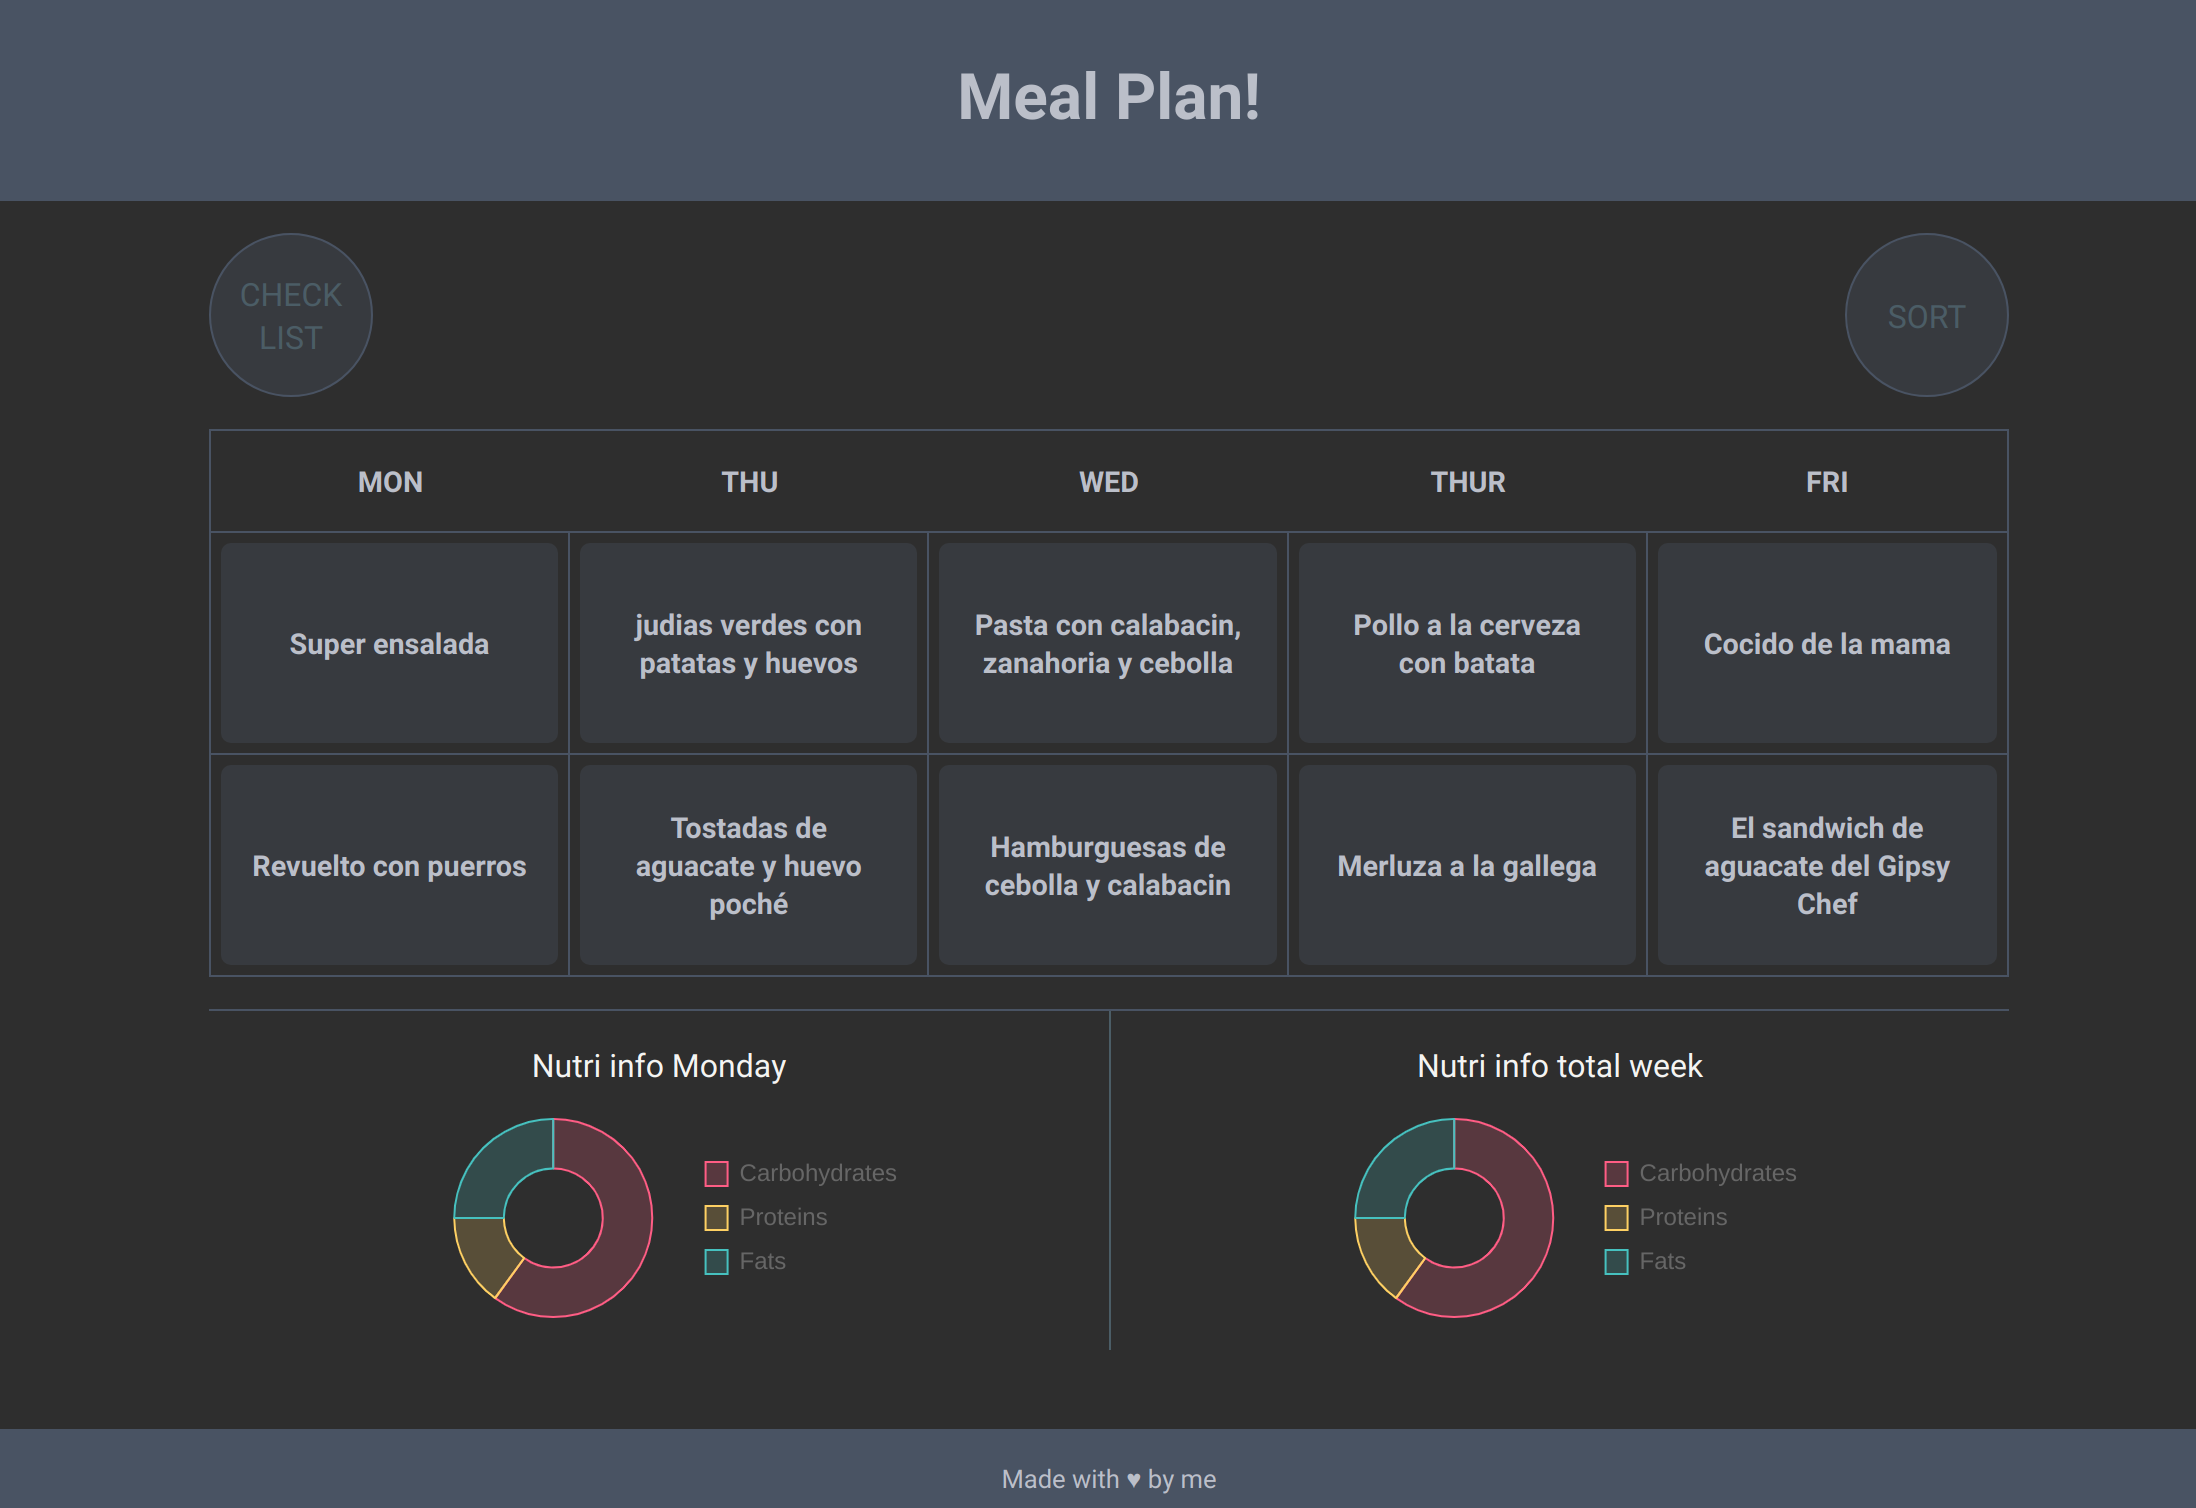 Meal Plan!
CHECK
LIST
SORT
MON THU WED THUR FRI
Super ensalada
judias verdes con
patatas y huevos
Pasta con calabacin,
zanahoria y cebolla
Pollo a la cerveza
con batata
Cocido de la mama
Revuelto con puerros
Tostadas de
aguacate y huevo
poché
Hamburguesas de
cebolla y calabacin
Merluza a la gallega
El sandwich de
aguacate del Gipsy
Chef
Nutri info Monday
Carbohydrates
Proteins
Fats
Nutri info total week
Carbohydrates
Proteins
Fats
Made with ♥ by me